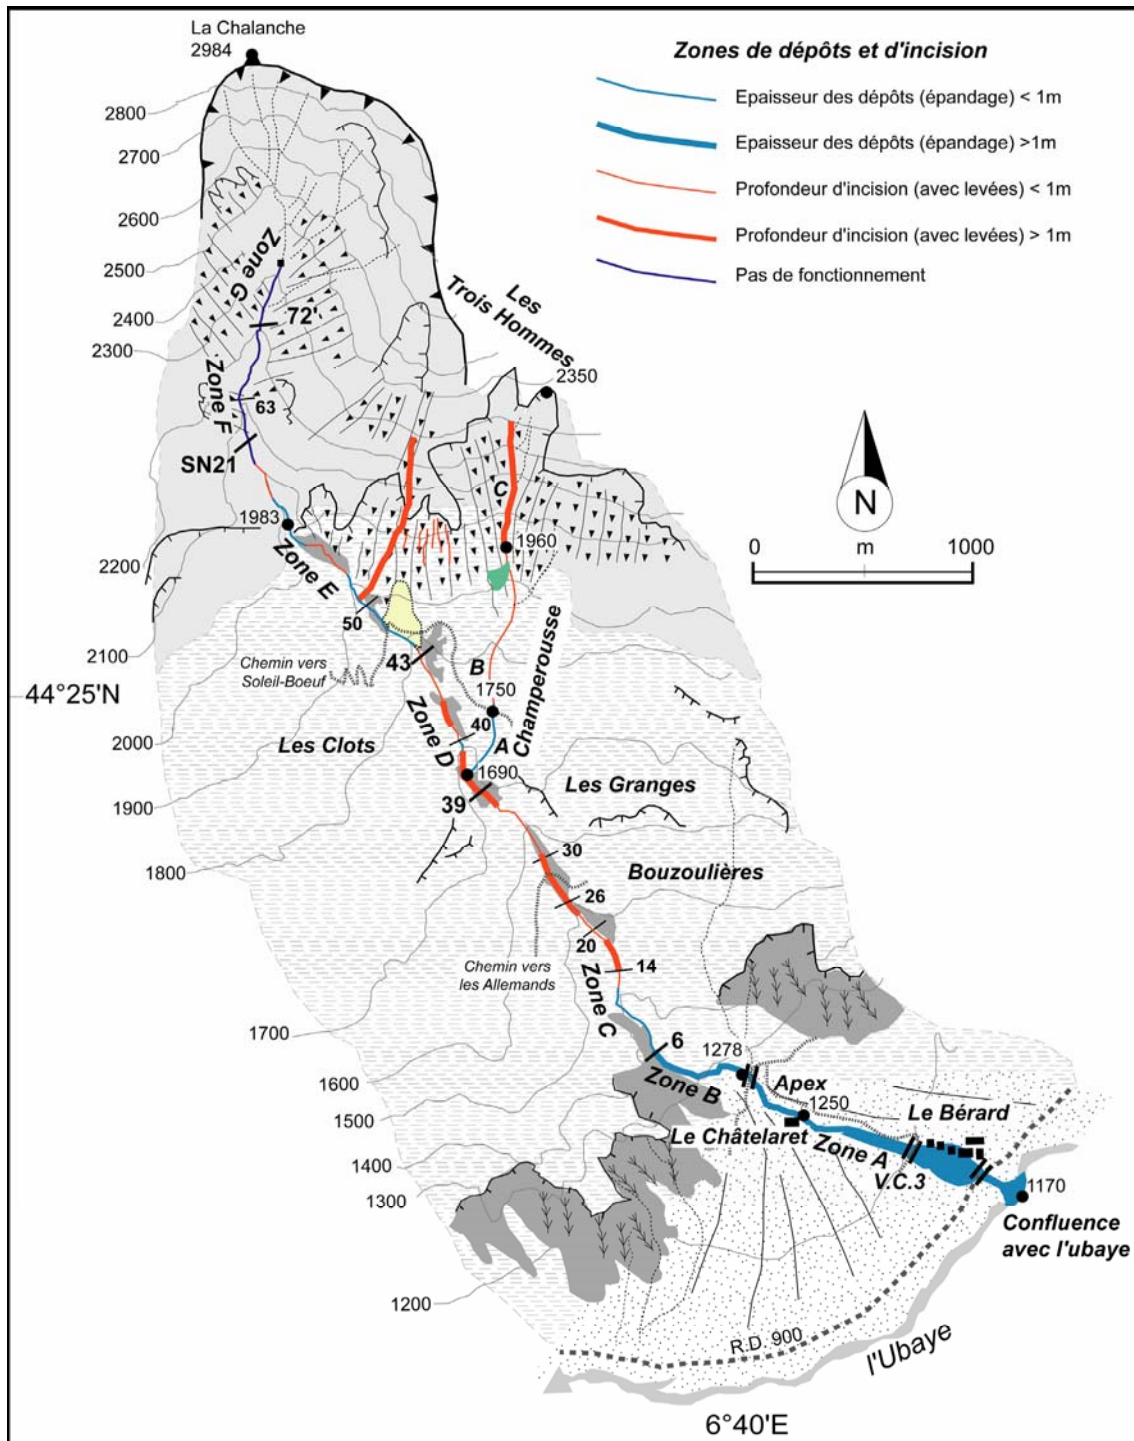 La Chalanche
2984
Zones de dépôts et d'incision
Epaisseur des dépôts (épandage) < 1m
Epaisseur des dépôts (épandage) >1m
Profondeur d'incision (avec levées) < 1m
Profondeur d'incision (avec levées) > 1m
Pas de fonctionnement
2800
2700
2600
2500
2400
2300
Zone G
72'
Les
Trois Hommes
2350
Zone F
63
SN21
C
1983
1960
N
0
m
1000
2200
Zone E
50
2100
43
Chemin vers
Soleil-Boeuf
B
1750
Champerousse
44°25'N
Zone D
40
A
2000
Les Clots
1690
39
Les Granges
1900
1800
30
Bouzoulières
26
20
14
Chemin vers
les Allemands
Zone C
1700
6
1278
Zone B
Apex
1600
1250
Le Bérard
1500
Le Châtelaret
Zone A
V.C.3
1400
1170
1300
Confluence
avec l'ubaye
1200
R.D. 900
l'Ubaye
6°40'E